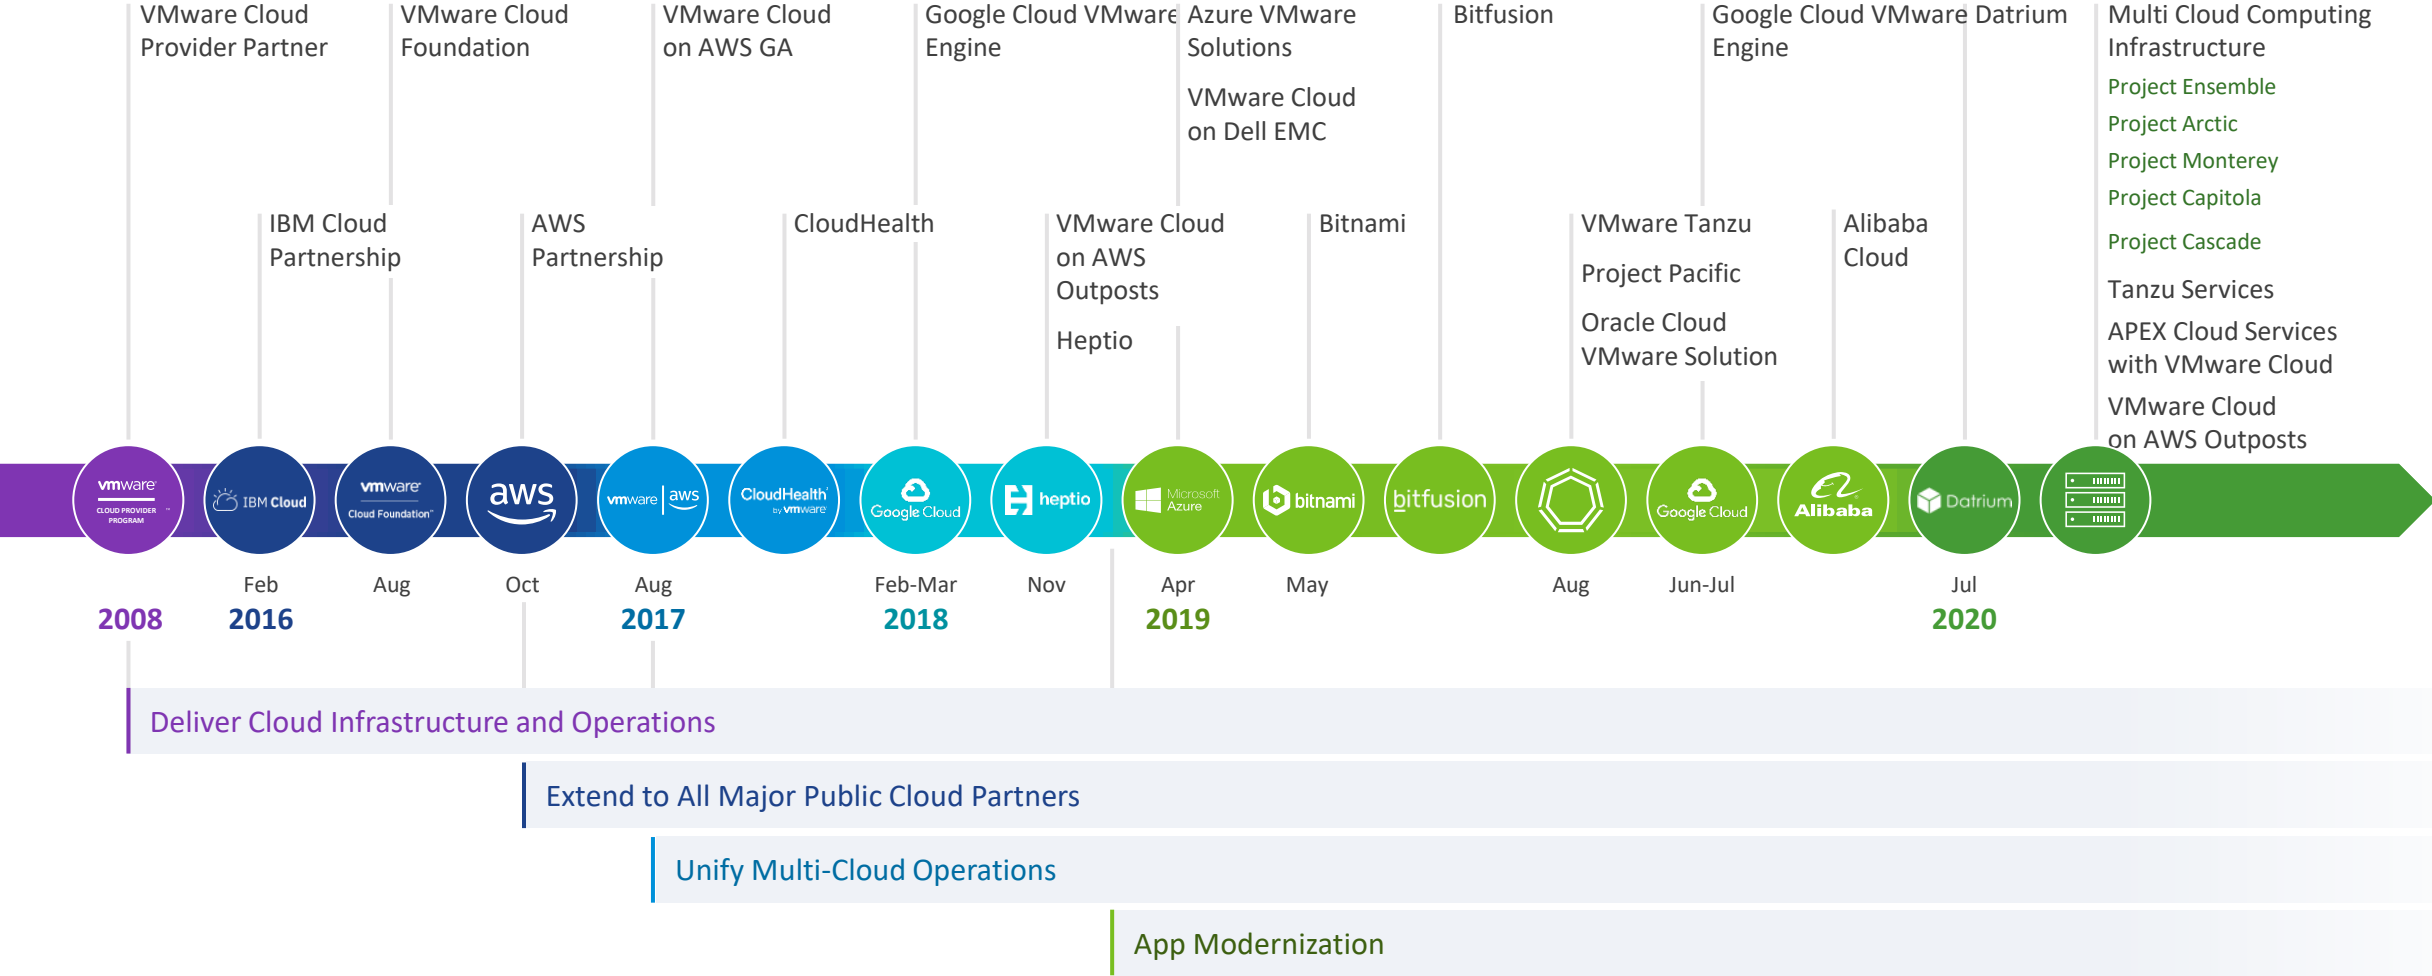 VMware Cloud
Provider Partner
VMware Cloud
Foundation
VMware Cloud
on AWS GA
Google Cloud VMware
Engine
Azure VMware
Solutions
VMware Cloud
on Dell EMC
Bitfusion
Google Cloud VMware
Engine
Datrium
Multi Cloud Computing
Infrastructure
Project Ensemble
Project Arctic
Project Monterey
Project Capitola
Project Cascade
Tanzu Services
APEX Cloud Services
with VMware Cloud
VMware Cloud
on AWS Outposts
IBM Cloud
Partnership
AWS
Partnership
CloudHealth
VMware Cloud
on AWS
Outposts
Heptio
Bitnami
VMware Tanzu
Project Pacific
Oracle Cloud
VMware Solution
Alibaba
Cloud
vmware
CLOUD PROVIDER
PROGRAM
IBM Cloud
vmware
Cloud Foundation™
aws
vmware | aws
CloudHealth
by vmware
Google Cloud
heptio
Microsoft
Azure
bitnami
bitfusion
Google Cloud
Alibaba
Datrium
Feb
Aug
Oct
Aug
Feb-Mar
Nov
Apr
May
Aug
Jun-Jul
Jul
2008
2016
2017
2018
2019
2020
Deliver Cloud Infrastructure and Operations
Extend to All Major Public Cloud Partners
Unify Multi-Cloud Operations
App Modernization